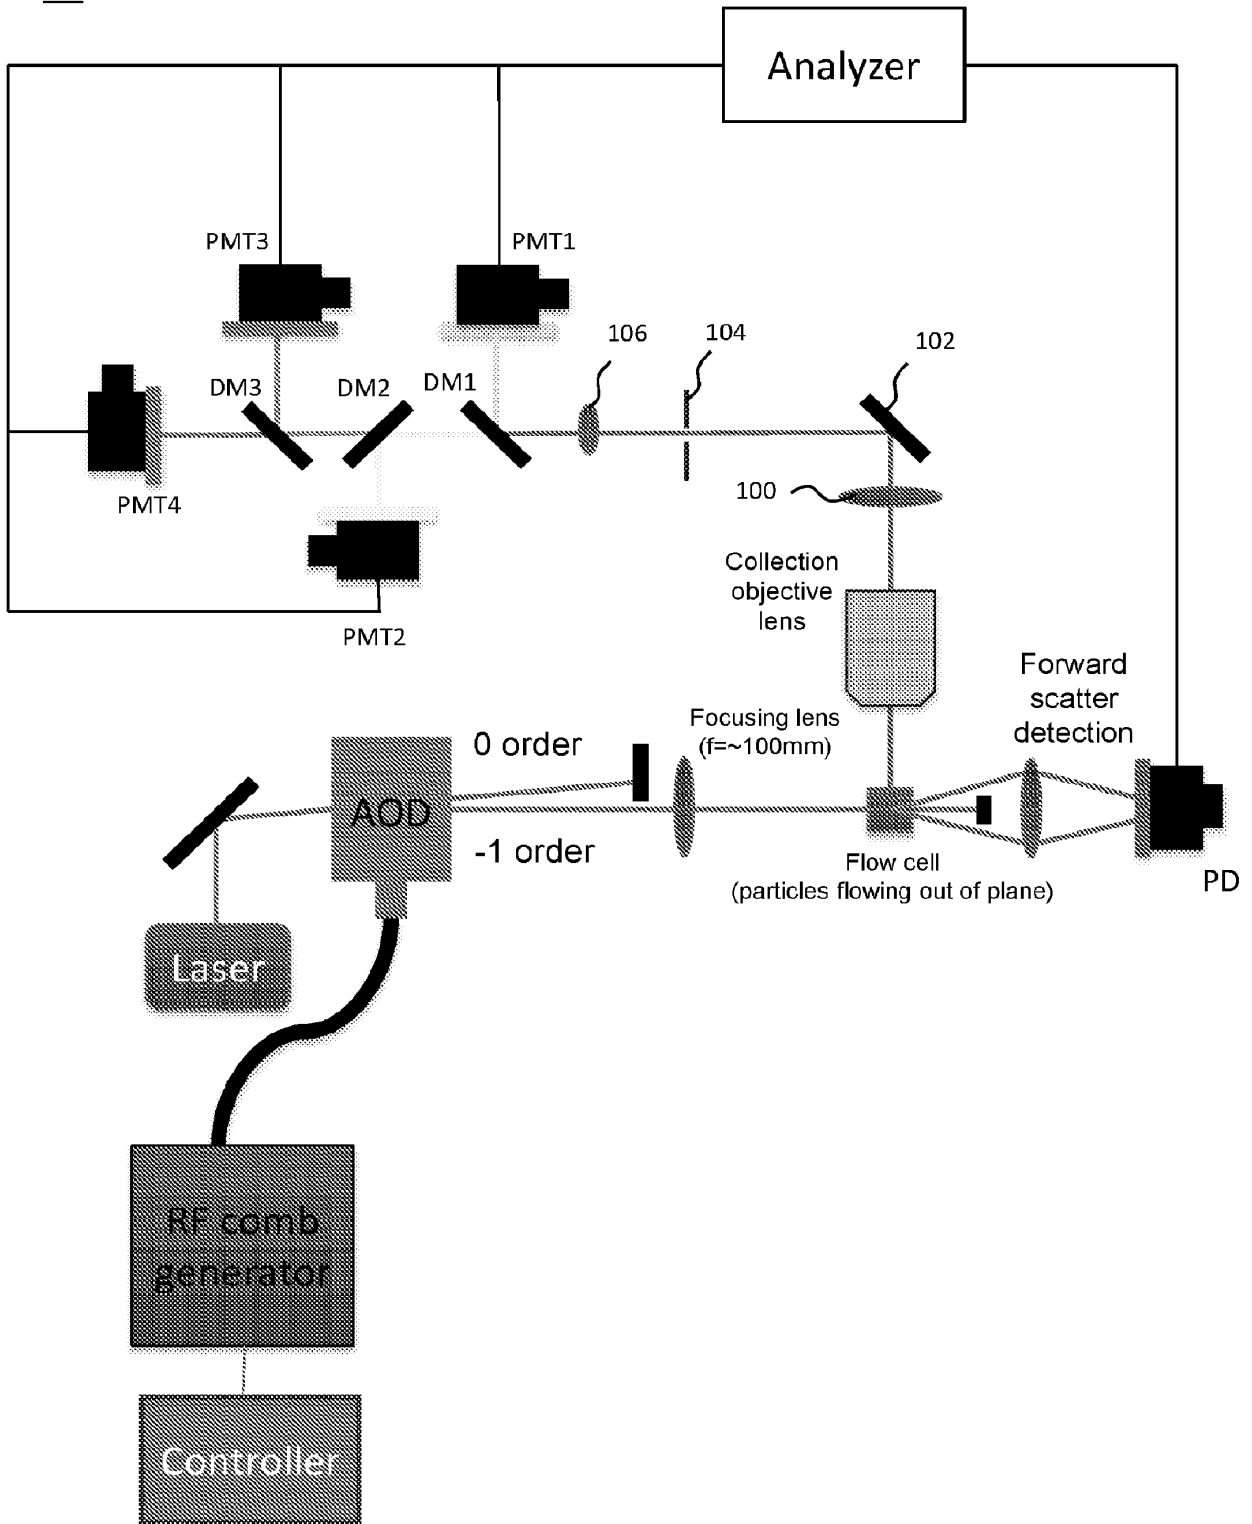 Analyzer
PMT3
PMT1
106
104
102
DM3
DM2
DM1
100
PMT4
Collection
objective
lens
PMT2
Forward
scatter
detection
Focusing lens
(f=~100mm)
0 order
AOD
-1 order
Flow cell
(particles flowing out of plane)
PD
Laser
RF comb
generator
Controller